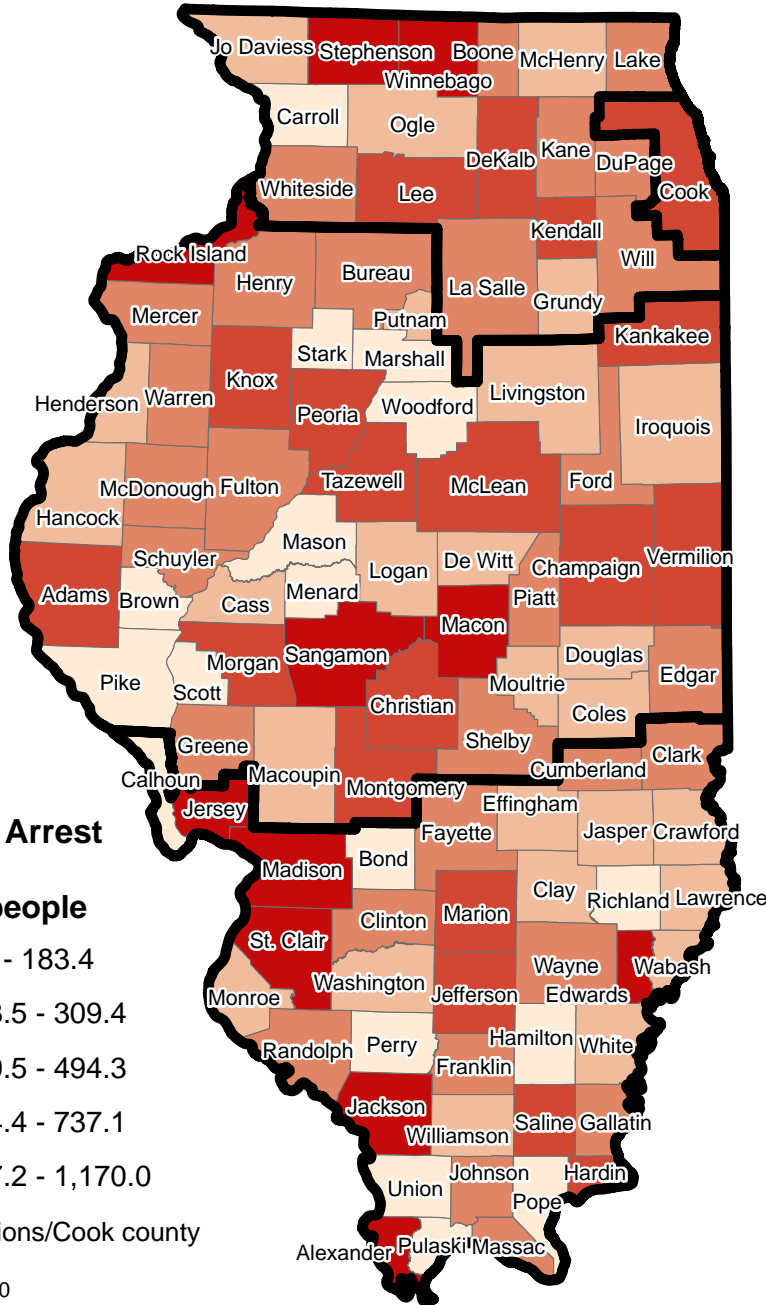 Jo Daviess
Stephenson
Winnebago
Boone
McHenry
Lake
Carroll
Ogle
DeKalb
Kane
DuPage
Cook
Whiteside
Lee
Kendall
Will
Rock Island
Henry
Bureau
La Salle
Grundy
Mercer
Putnam
Kankakee
Stark
Marshall
Knox
Peoria
Woodford
Livingston
Iroquois
Henderson
Warren
McDonough
Fulton
Tazewell
McLean
Ford
Hancock
Mason
Schuyler
Logan
De Witt
Champaign
Vermilion
Adams
Brown
Cass
Menard
Piatt
Macon
Sangamon
Morgan
Scott
Pike
Christian
Moultrie
Douglas
Coles
Edgar
Greene
Shelby
Calhoun
Macoupin
Montgomery
Cumberland
Clark
Jersey
Effingham
Fayette
Jasper
Crawford
Madison
Bond
Clay
Richland
Lawrence
Clinton
Marion
St. Clair
Washington
Wayne
Edwards
Wabash
Monroe
Jefferson
Randolph
Perry
Franklin
Hamilton
White
Jackson
Williamson
Saline
Gallatin
Union
Johnson
Pope
Hardin
Alexander
Pulaski
Massac
Arrest
people
- 183.4
.5 - 309.4
.5 - 494.3
.4 - 737.1
.2 - 1,170.0
ions/Cook county
0